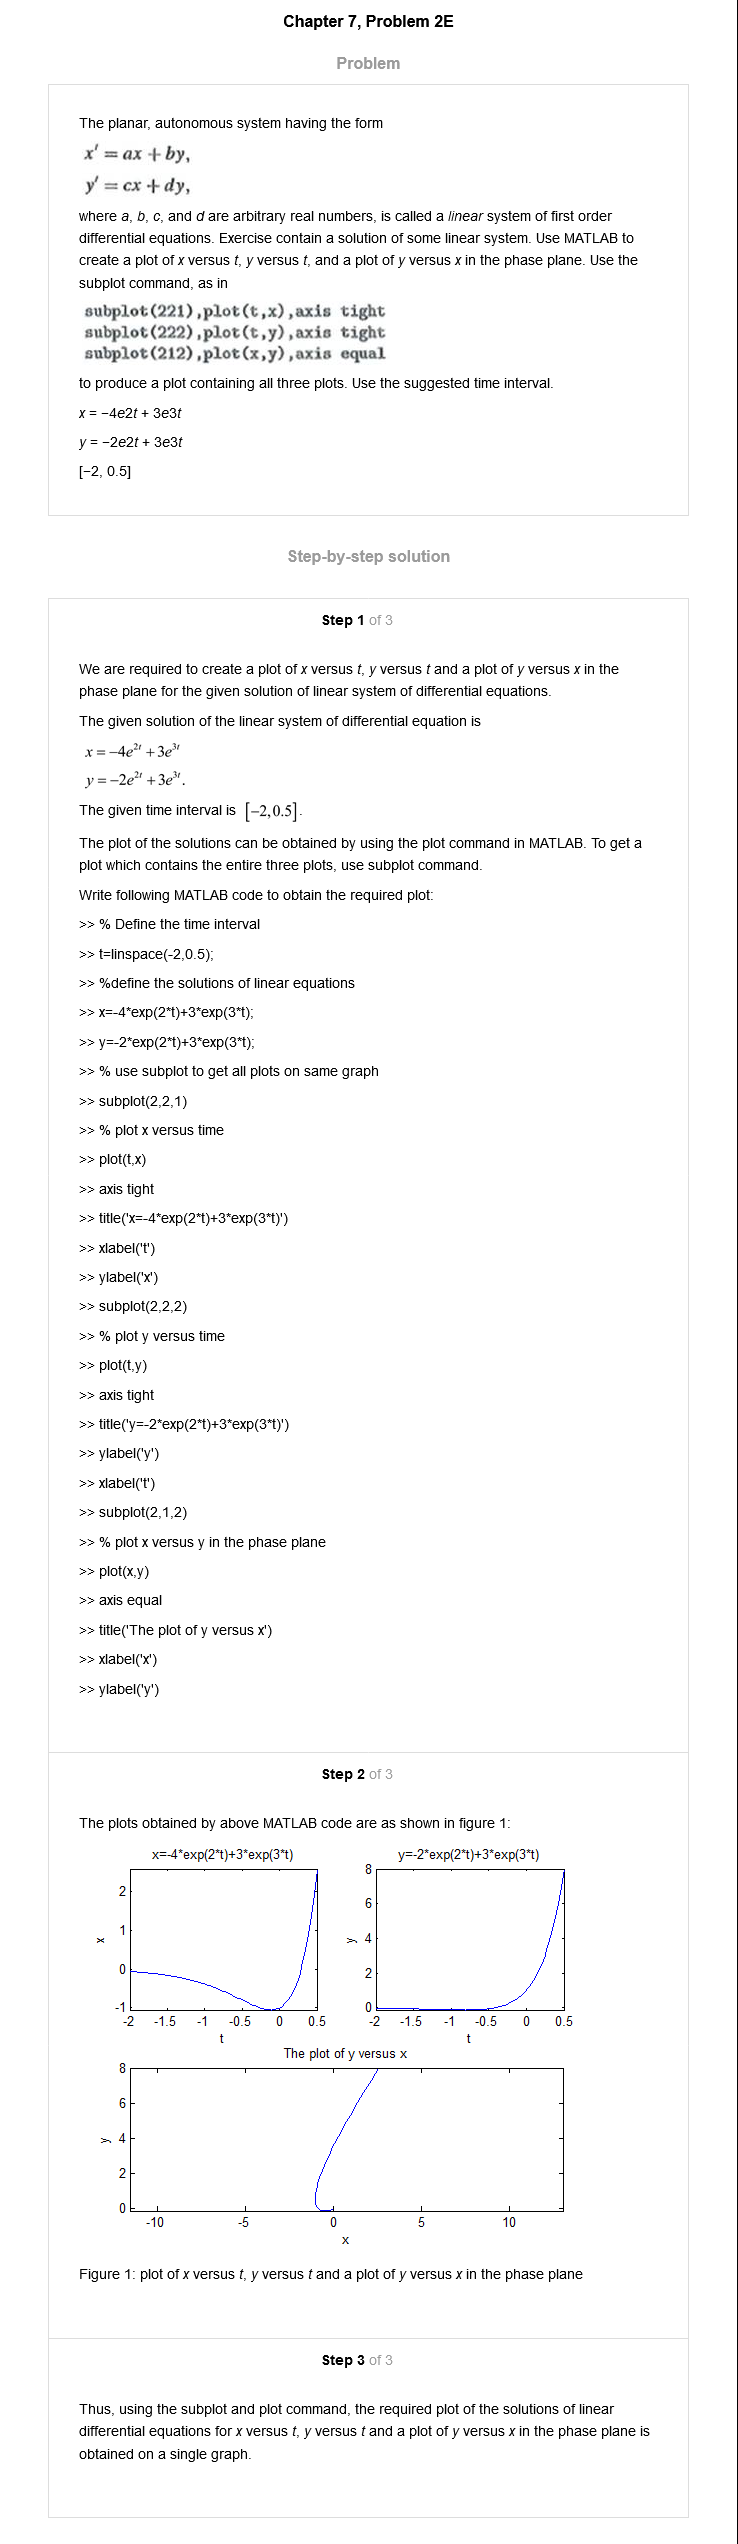 Chapter 7, Problem 2E
Problem
The planar, autonomous system having the form
x′ = ax + by,
y′ = cx + dy,
where a, b, c, and d are arbitrary real numbers, is called a linear system of first order
differential equations. Exercise contain a solution of some linear system. Use MATLAB to
create a plot of x versus t, y versus t, and a plot of y versus x in the phase plane. Use the
subplot command, as in
subplot(221),plot(t,x),axis tight
subplot(222),plot(t,y),axis tight
subplot(212),plot(x,y),axis equal
to produce a plot containing all three plots. Use the suggested time interval.
x = −4e2t + 3e3t
y = −2e2t + 3e3t
[−2, 0.5]
Step-by-step solution
Step 1 of 3
We are required to create a plot of x versus t, y versus t and a plot of y versus x in the
phase plane for the given solution of linear system of differential equations.
The given solution of the linear system of differential equation is
x = −4e²ᵗ + 3e³ᵗ
y = −2e²ᵗ + 3e³ᵗ.
The given time interval is [−2,0.5].
The plot of the solutions can be obtained by using the plot command in MATLAB. To get a
plot which contains the entire three plots, use subplot command.
Write following MATLAB code to obtain the required plot:
>> % Define the time interval
>> t=linspace(-2,0.5);
>> %define the solutions of linear equations
>> x=-4*exp(2*t)+3*exp(3*t);
>> y=-2*exp(2*t)+3*exp(3*t);
>> % use subplot to get all plots on same graph
>> subplot(2,2,1)
>> % plot x versus time
>> plot(t,x)
>> axis tight
>> title('x=-4*exp(2*t)+3*exp(3*t)')
>> xlabel('t')
>> ylabel('x')
>> subplot(2,2,2)
>> % plot y versus time
>> plot(t,y)
>> axis tight
>> title('y=-2*exp(2*t)+3*exp(3*t)')
>> ylabel('y')
>> xlabel('t')
>> subplot(2,1,2)
>> % plot x versus y in the phase plane
>> plot(x,y)
>> axis equal
>> title('The plot of y versus x')
>> xlabel('x')
>> ylabel('y')
Step 2 of 3
The plots obtained by above MATLAB code are as shown in figure 1:
x=-4*exp(2*t)+3*exp(3*t)
2
1
0
-1
x
-2 -1.5 -1 -0.5 0 0.5
t
y=-2*exp(2*t)+3*exp(3*t)
8
6
4
2
0
y
-2 -1.5 -1 -0.5 0 0.5
t
The plot of y versus x
8
6
4
2
0
y
-10 -5 0 5 10
x
Figure 1: plot of x versus t, y versus t and a plot of y versus x in the phase plane
Step 3 of 3
Thus, using the subplot and plot command, the required plot of the solutions of linear
differential equations for x versus t, y versus t and a plot of y versus x in the phase plane is
obtained on a single graph.